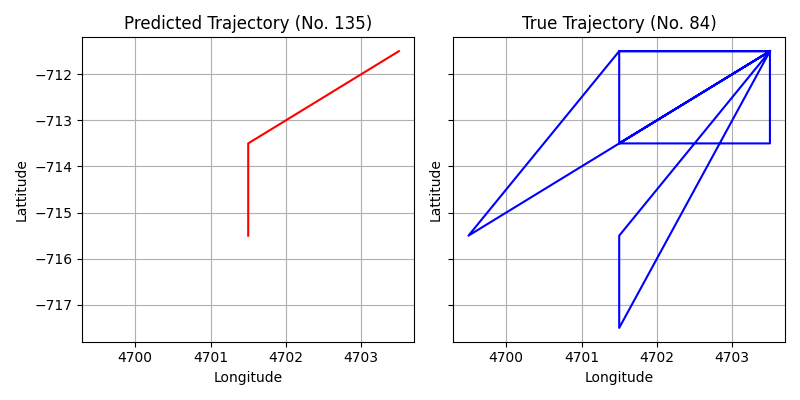 Predicted Trajectory (No. 135)
True Trajectory (No. 84)
Lattitude
−712
−713
−714
−715
−716
−717
4700
4701
4702
4703
Longitude
Lattitude
4700
4701
4702
4703
Longitude